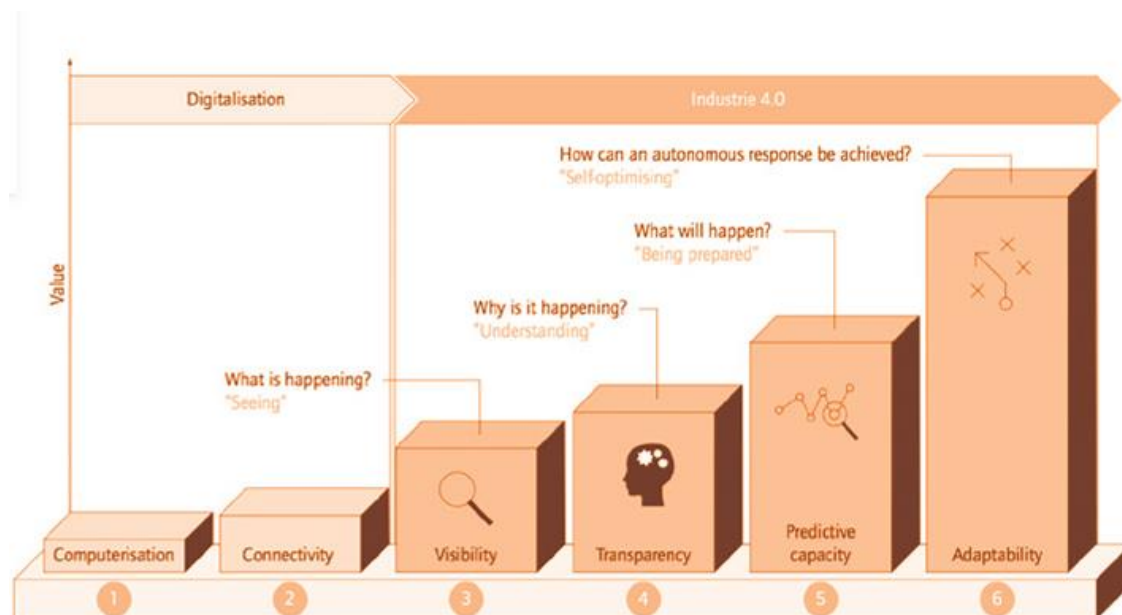 Digitalisation
Industrie 4.0
How can an autonomous response be achieved?
"Self-optimising"
What will happen?
"Being prepared"
Why is it happening?
"Understanding"
What is happening?
"Seeing"
Value
Computerisation
Connectivity
Visibility
Transparency
Predictive
capacity
Adaptability
1
2
3
4
5
6